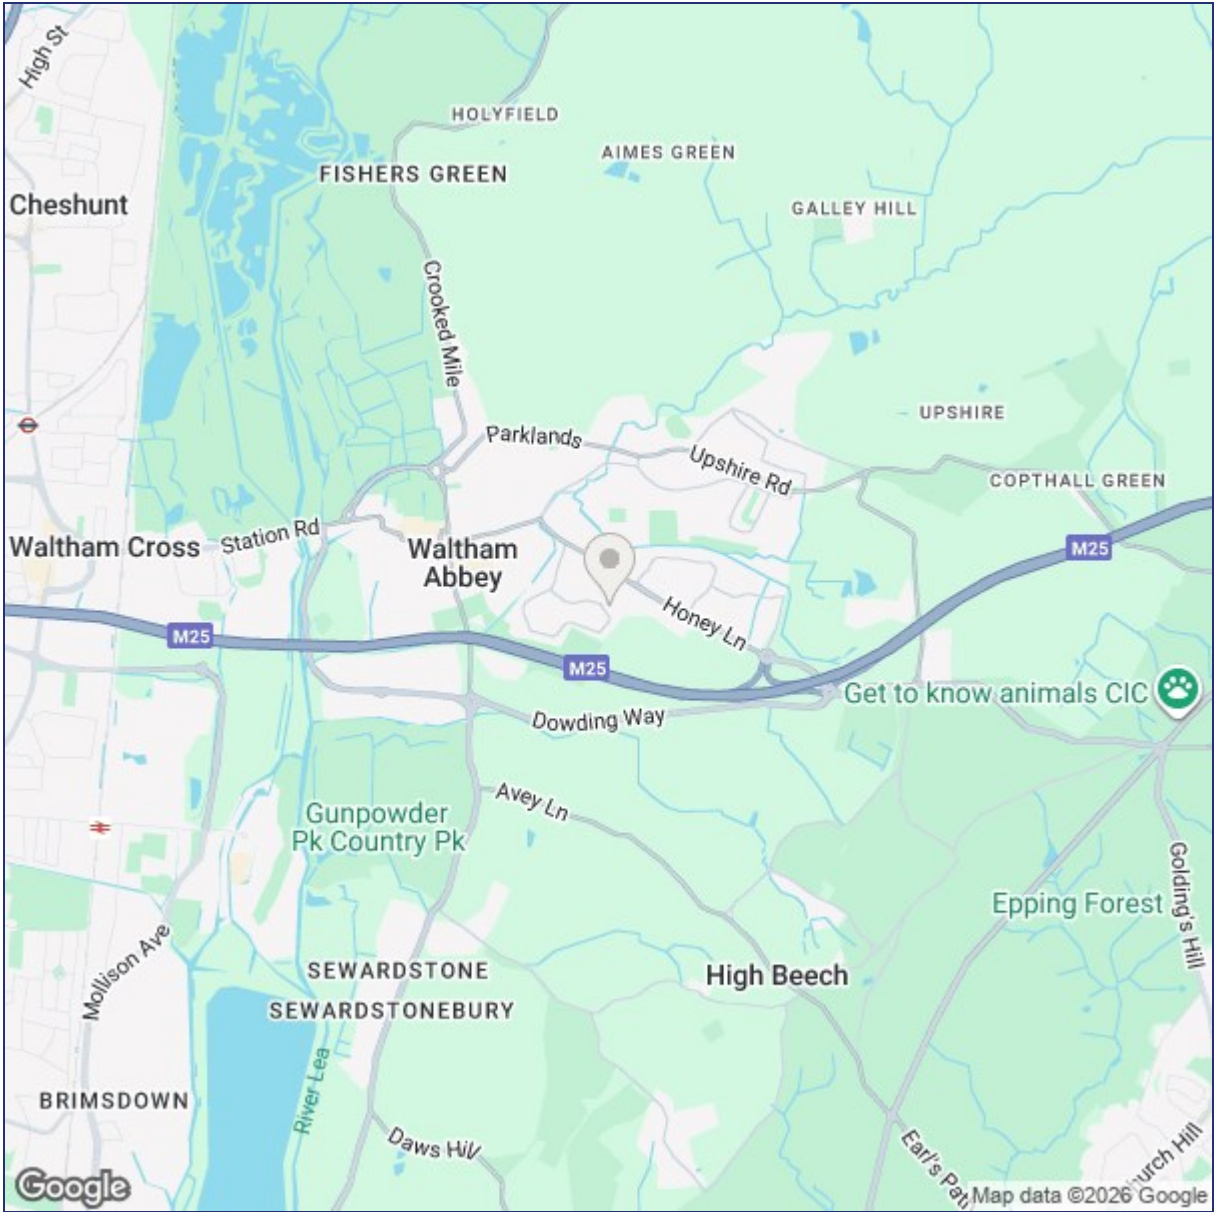 High St
HOLYFIELD
AIMES GREEN
FISHERS GREEN
Cheshunt
GALLEY HILL
Crooked Mile
UPSHIRE
Parklands
Upshire Rd
COPTHALL GREEN
Station Rd
Waltham Cross
Waltham
Abbey
M25
Honey Ln
M25
M25
Get to know animals CIC
Dowding Way
Avey Ln
Gunpowder
Pk Country Pk
Golding's Hill
Epping Forest
Mollison Ave
SEWARDSTONE
High Beech
SEWARDSTONEBURY
River Lea
BRIMSDOWN
Daws Hill
Earl's Path
Church Hill
Google
Map data ©2026 Google